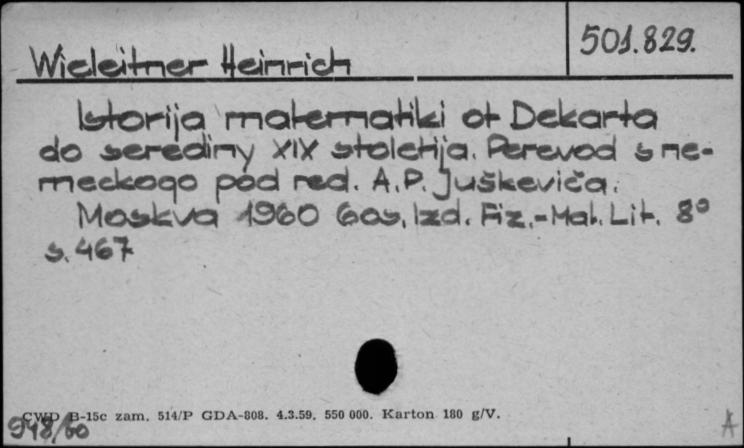 501.829.
Wieleitner Heinrich
Istorija matematiki ot Dekarta
do serediny XIX stoletija. Perevod s ne-
meckogo pod red. A.P. Juškeviča.
Moskva 1960 Gos. Izd. Fiz.-Mat. Lit. 8°
s. 467
CWD B-15c zam. 514/P GDA-808. 4.3.59. 550 000. Karton 180 g/V.
948/60
A